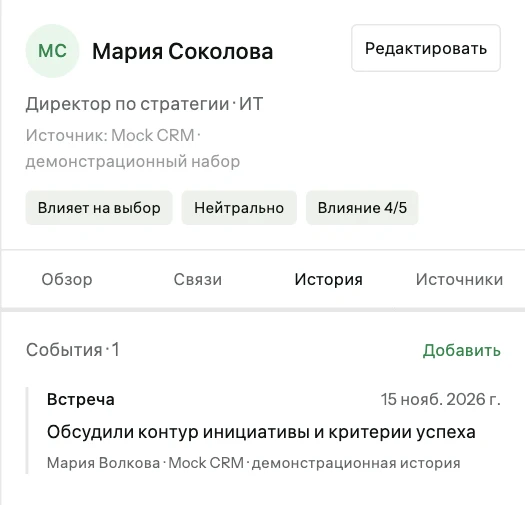 МС
Мария Соколова
Редактировать
Директор по стратегии · ИТ
Источник: Mock CRM ·
демонстрационный набор
Влияет на выбор
Нейтрально
Влияние 4/5
Обзор
Связи
История
Источники
События · 1
Добавить
Встреча
15 нояб. 2026 г.
Обсудили контур инициативы и критерии успеха
Мария Волкова · Mock CRM · демонстрационная история